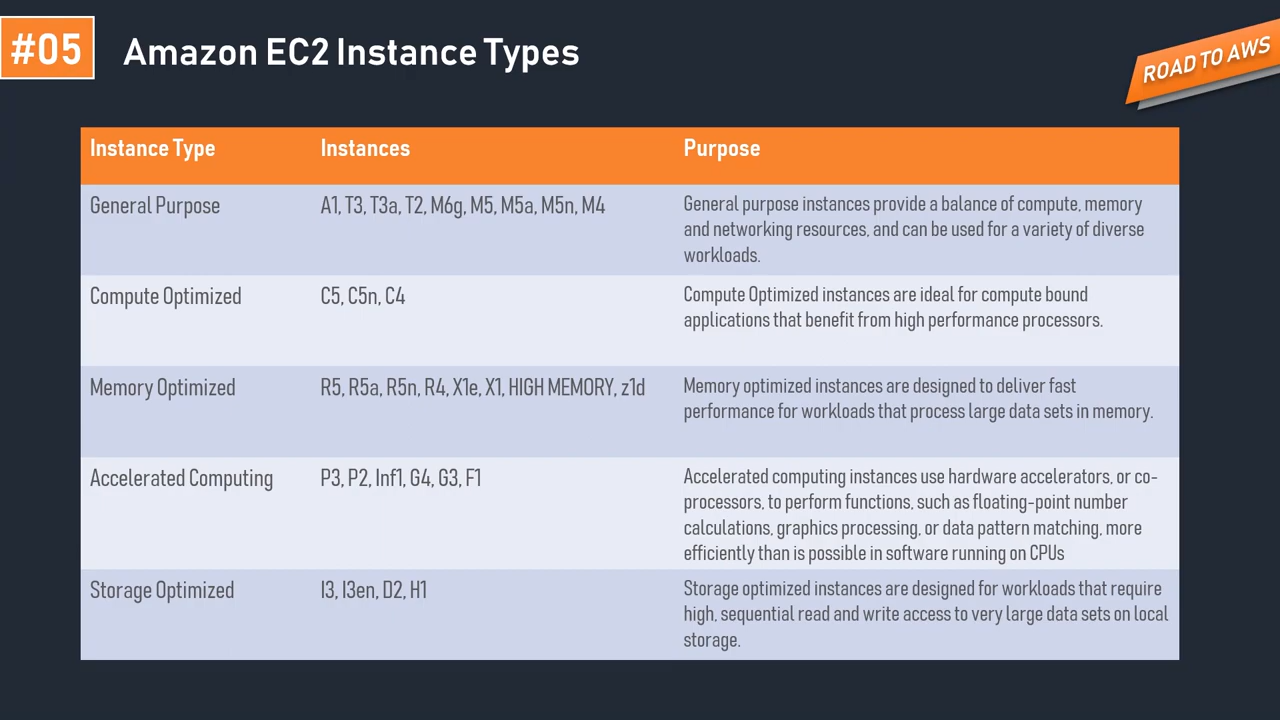 #05
Amazon EC2 Instance Types
ROAD TO AWS
Instance Type
Instances
Purpose
General Purpose
A1, T3, T3a, T2, M6g, M5, M5a, M5n, M4
General purpose instances provide a balance of compute, memory
and networking resources, and can be used for a variety of diverse
workloads.
Compute Optimized
C5, C5n, C4
Compute Optimized instances are ideal for compute bound
applications that benefit from high performance processors.
Memory Optimized
R5, R5a, R5n, R4, X1e, X1, HIGH MEMORY, z1d
Memory optimized instances are designed to deliver fast
performance for workloads that process large data sets in memory.
Accelerated Computing
P3, P2, Inf1, G4, G3, F1
Accelerated computing instances use hardware accelerators, or co-
processors, to perform functions, such as floating-point number
calculations, graphics processing, or data pattern matching, more
efficiently than is possible in software running on CPUs
Storage Optimized
I3, I3en, D2, H1
Storage optimized instances are designed for workloads that require
high, sequential read and write access to very large data sets on local
storage.